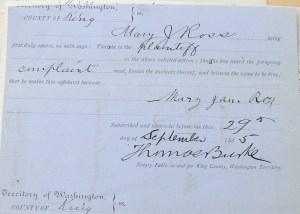 Territory of Washington,
COUNTY OF King
Mary J Ross being
first duly sworn, on oath says: That she is the plaintiff
in the above entitled action; that she has heard the foregoing
complaint read, knows the contents thereof, and believes the same to be true,
that he makes this affidavit because
Mary Jane Ross
Subscribed and sworn to before me this 29th
day of September 1885
Thomas Burke
Notary Public in and for King County, Washington Territory.
Territory of Washington,
COUNTY OF King